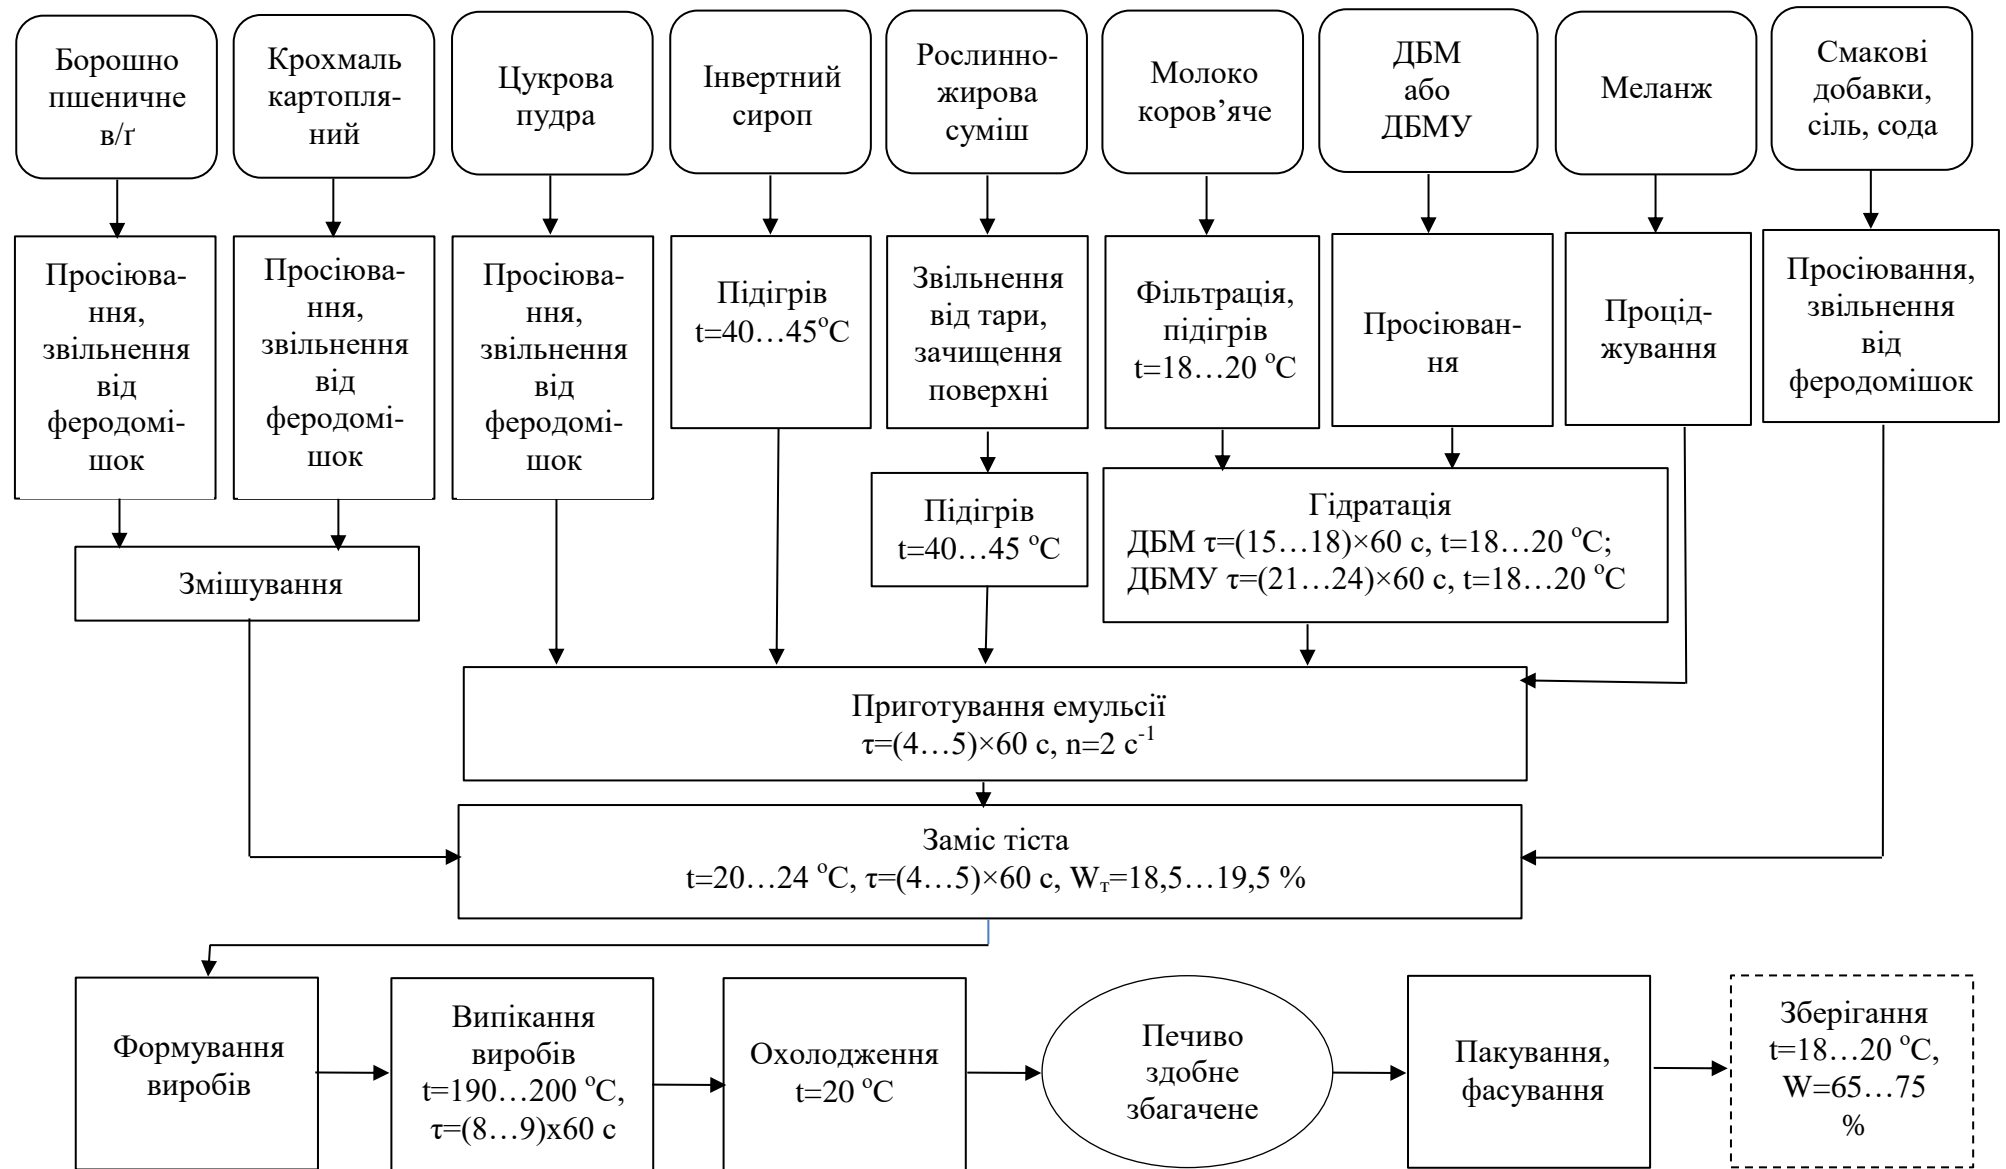 Борошно
пшеничне
в/ґ
Крохмаль
картопля-
ний
Цукрова
пудра
Інвертний
сироп
Рослинно-
жирова
суміш
Молоко
коров’яче
ДБМ
або
ДБМУ
Меланж
Смакові
добавки,
сіль, сода
Просіюва-
ння,
звільнення
від
феродомі-
шок
Просіюва-
ння,
звільнення
від
феродомі-
шок
Просіюва-
ння,
звільнення
від
феродомі-
шок
Підігрів
t=40…45°С
Звільнення
від тари,
зачищення
поверхні
Фільтрація,
підігрів
t=18…20 °С
Просіюван-
ня
Процід-
жування
Просіювання,
звільнення
від
феродомішок
Змішування
Підігрів
t=40…45 °С
Гідратація
ДБМ τ=(15…18)×60 с, t=18…20 °С;
ДБМУ τ=(21…24)×60 с, t=18…20 °С
Приготування емульсії
τ=(4…5)×60 с, n=2 с⁻¹
Заміс тіста
t=20…24 °С, τ=(4…5)×60 с, Wт=18,5…19,5 %
Формування
виробів
Випікання
виробів
t=190…200 °С,
τ=(8…9)х60 с
Охолодження
t=20 °С
Печиво
здобне
збагачене
Пакування,
фасування
Зберігання
t=18…20 °С,
W=65…75
%